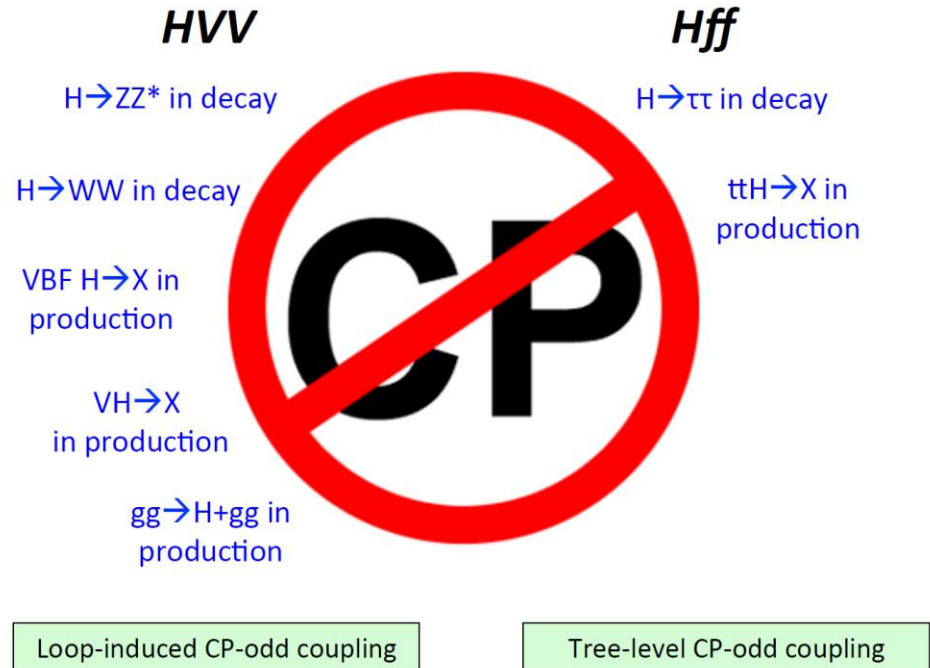 HVV
Hff
H→ZZ* in decay
H→ττ in decay
H→WW in decay
ttH→X in
production
VBF H→X in
production
CP
VH→X
in production
gg→H+gg in
production
Loop-induced CP-odd coupling
Tree-level CP-odd coupling